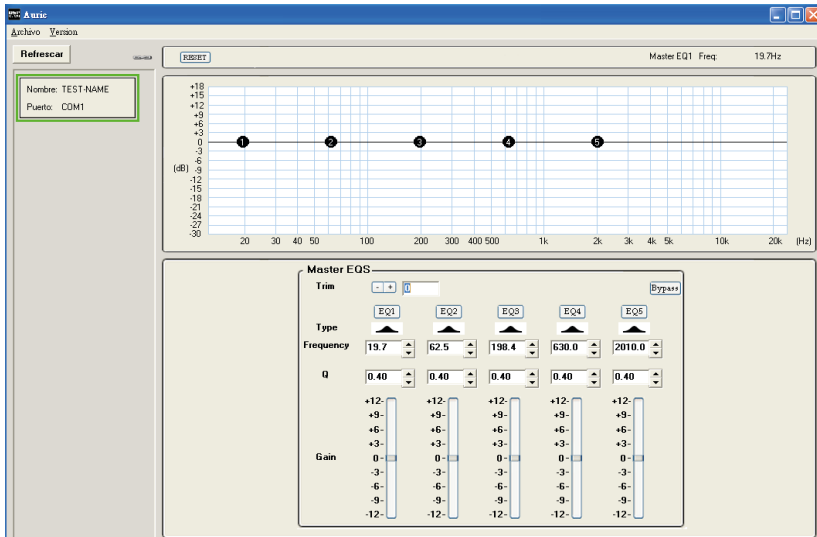 Auric
Archivo Version
Refrescar
RESET
Master EQ1 Freq: 19.7Hz
Nombre: TEST-NAME
Puerto: COM1
+18
+15
+12
+9
+6
+3
0
-3
-6
(dB) -9
-12
-15
-18
-21
-24
-27
-30
1 2 3 4 5
20 30 40 50 100 200 300 400 500 1k 2k 3k 4k 5k 10k 20k (Hz)
Master EQS
Trim - + 0 Bypass
EQ1 EQ2 EQ3 EQ4 EQ5
Type
Frequency 19.7 62.5 198.4 630.0 2010.0
Q 0.40 0.40 0.40 0.40 0.40
+12- +12- +12- +12- +12-
+9- +9- +9- +9- +9-
+6- +6- +6- +6- +6-
+3- +3- +3- +3- +3-
Gain 0- 0- 0- 0- 0-
-3- -3- -3- -3- -3-
-6- -6- -6- -6- -6-
-9- -9- -9- -9- -9-
-12- -12- -12- -12- -12-